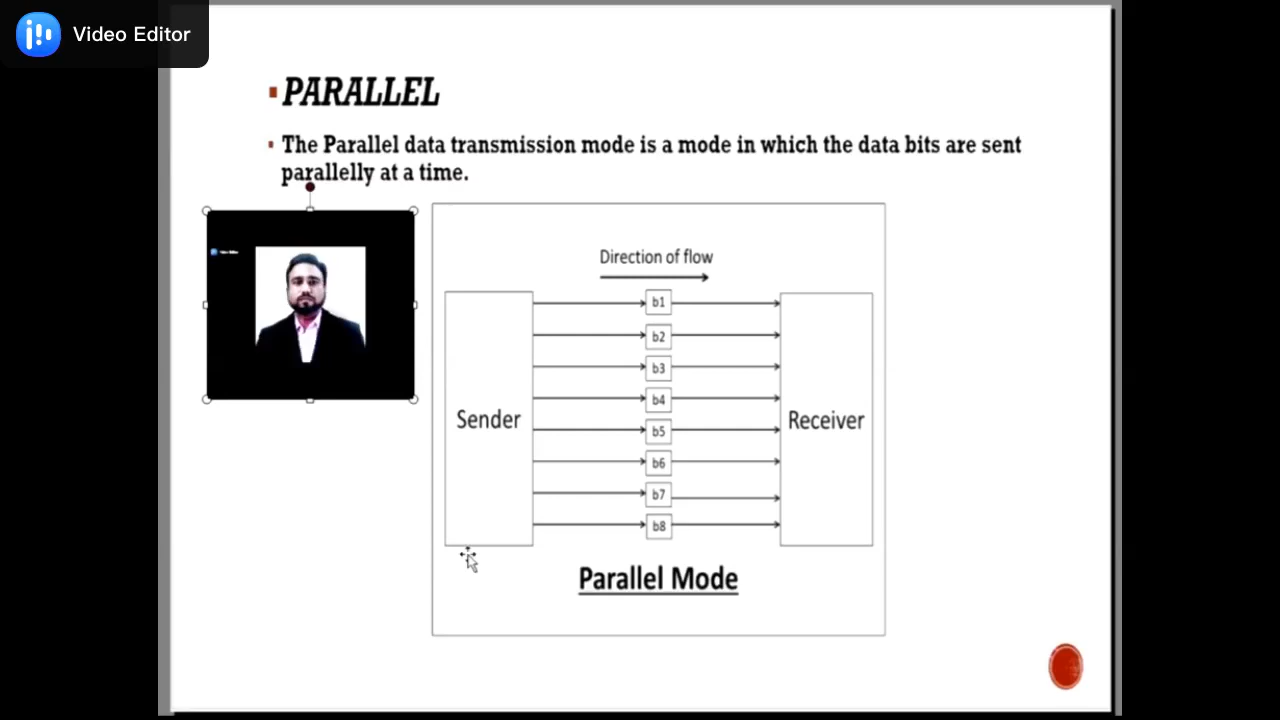 Video Editor
PARALLEL
The Parallel data transmission mode is a mode in which the data bits are sent
parallelly at a time.
Direction of flow
b1
b2
b3
b4
b5
b6
b7
b8
Sender
Receiver
Parallel Mode